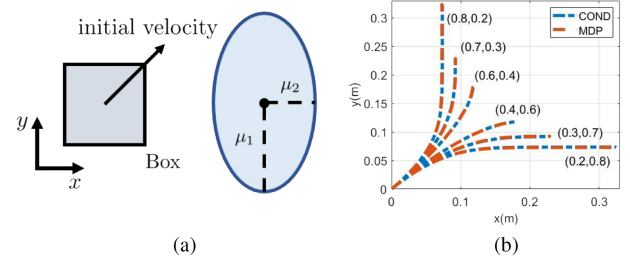 initial velocity
μ₂
μ₁
y
x
Box
(a)
0.3
0.25
0.2
0.15
0.1
0.05
0
y(m)
0
0.1
0.2
0.3
x(m)
COND
MDP
(0.8,0.2)
(0.7,0.3)
(0.6,0.4)
(0.4,0.6)
(0.3,0.7)
(0.2,0.8)
(b)